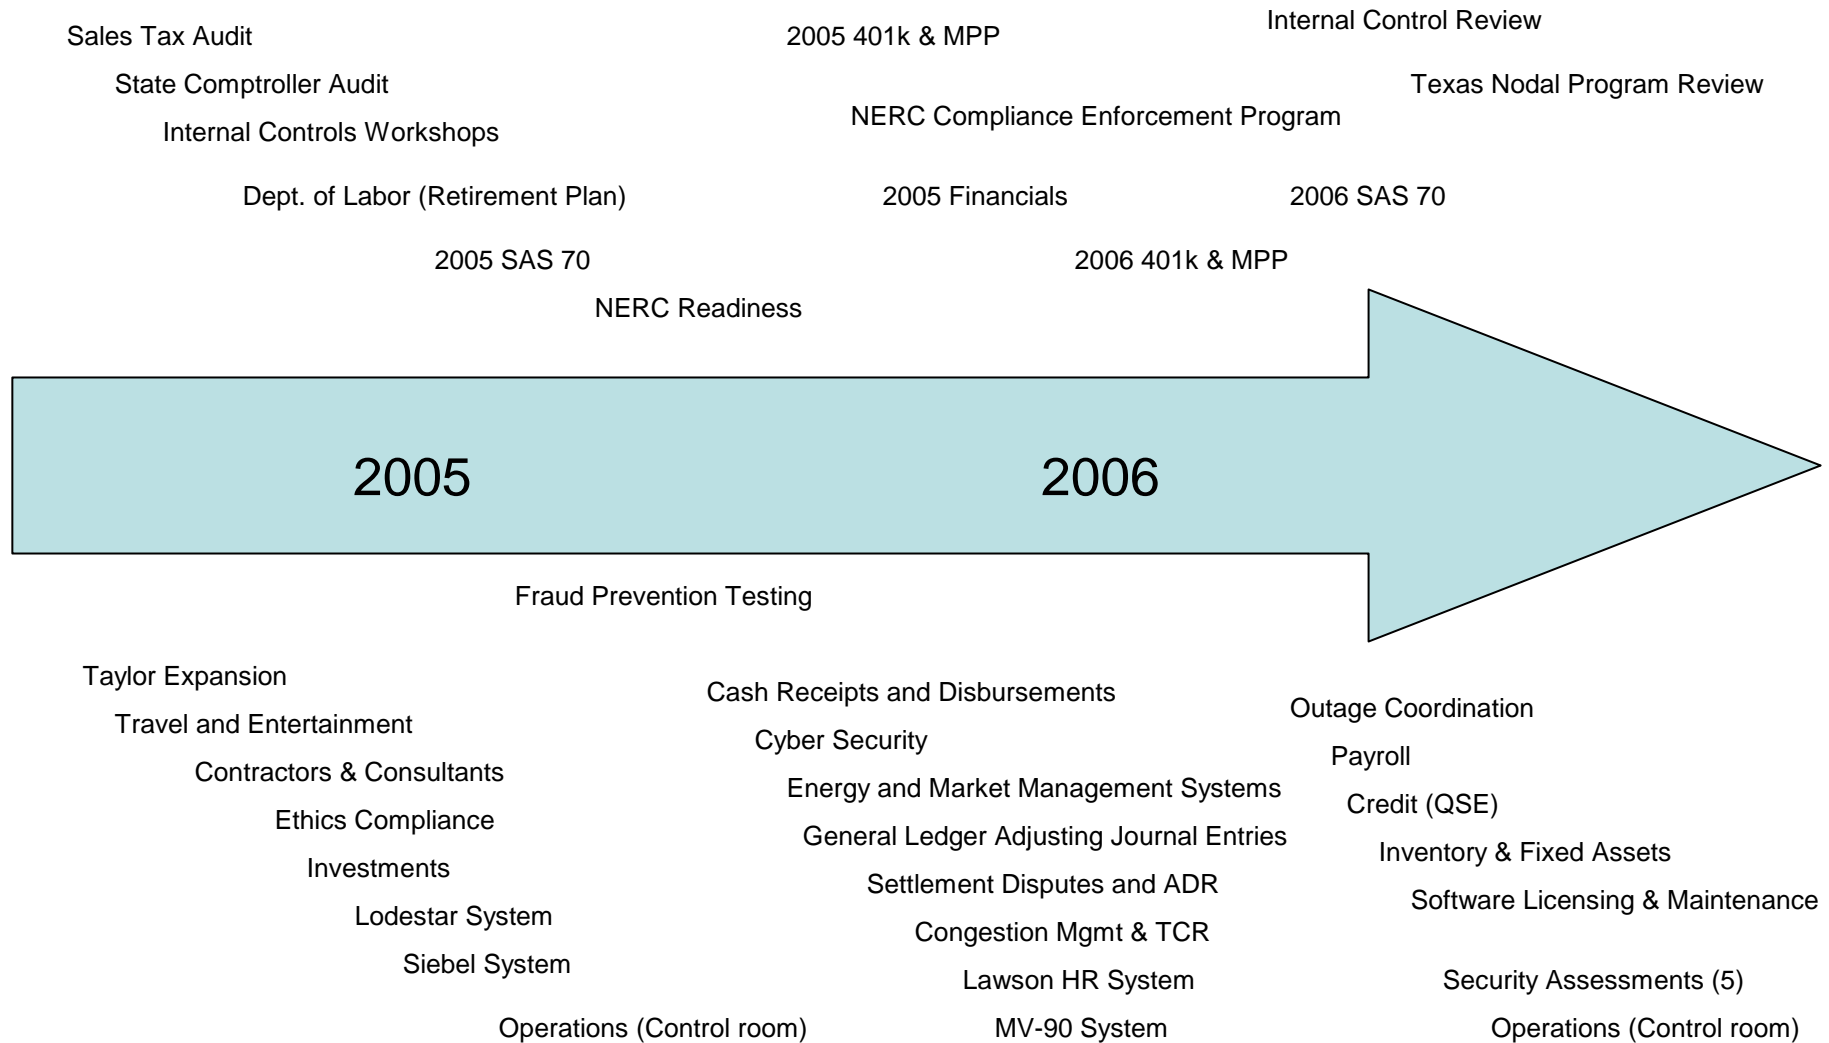 Sales Tax Audit
State Comptroller Audit
Internal Controls Workshops
Dept. of Labor (Retirement Plan)
2005 SAS 70
NERC Readiness
2005 401k & MPP
NERC Compliance Enforcement Program
2005 Financials
2006 401k & MPP
Internal Control Review
Texas Nodal Program Review
2006 SAS 70
2005
2006
Fraud Prevention Testing
Taylor Expansion
Travel and Entertainment
Contractors & Consultants
Ethics Compliance
Investments
Lodestar System
Siebel System
Operations (Control room)
Cash Receipts and Disbursements
Cyber Security
Energy and Market Management Systems
General Ledger Adjusting Journal Entries
Settlement Disputes and ADR
Congestion Mgmt & TCR
Lawson HR System
MV-90 System
Outage Coordination
Payroll
Credit (QSE)
Inventory & Fixed Assets
Software Licensing & Maintenance
Security Assessments (5)
Operations (Control room)